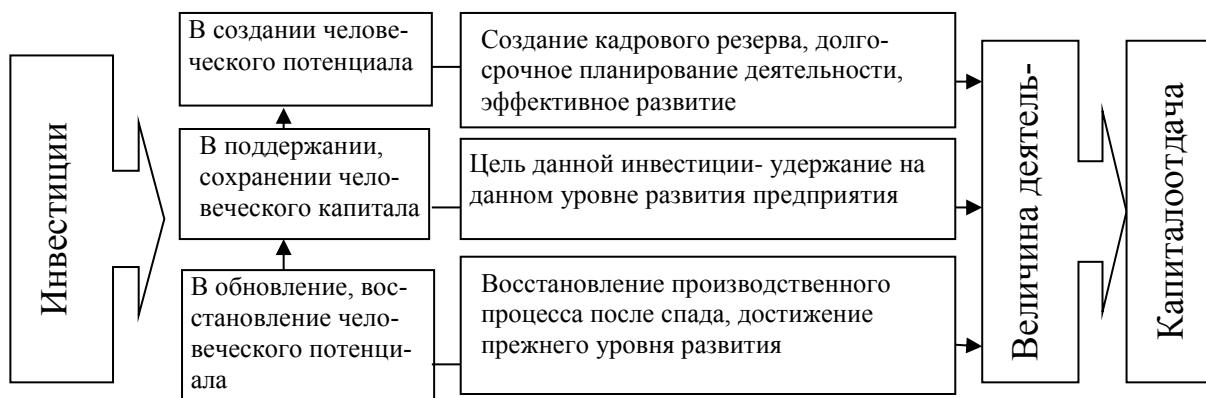 Инвестиции
В создании челове-
ческого потенциала
Создание кадрового резерва, долго-
срочное планирование деятельности,
эффективное развитие
В поддержании,
сохранении чело-
веческого капитала
Цель данной инвестиции- удержание на
данном уровне развития предприятия
В обновление, вос-
становление чело-
веческого потенци-
ала
Восстановление производственного
процесса после спада, достижение
прежнего уровня развития
Величина деятель-
Капиталоотдача